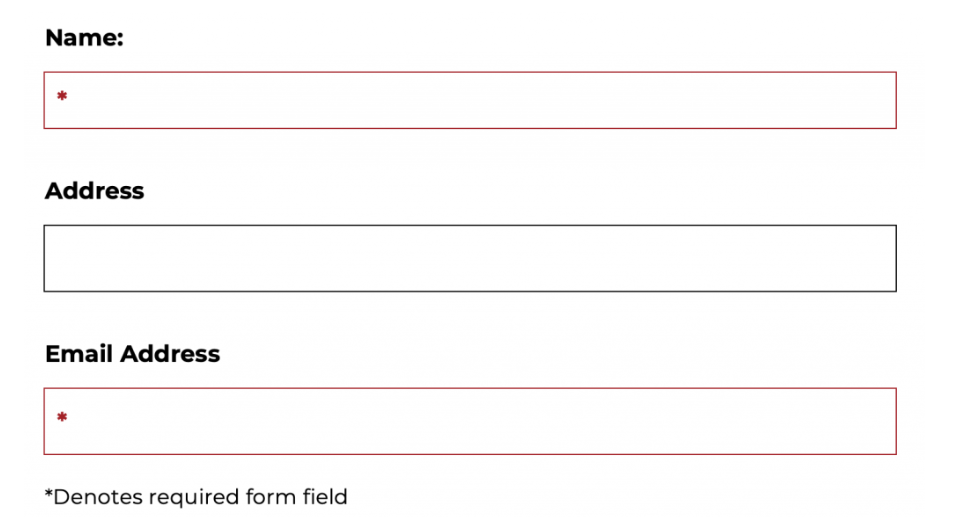 Name:
*
Address
Email Address
*
*Denotes required form field